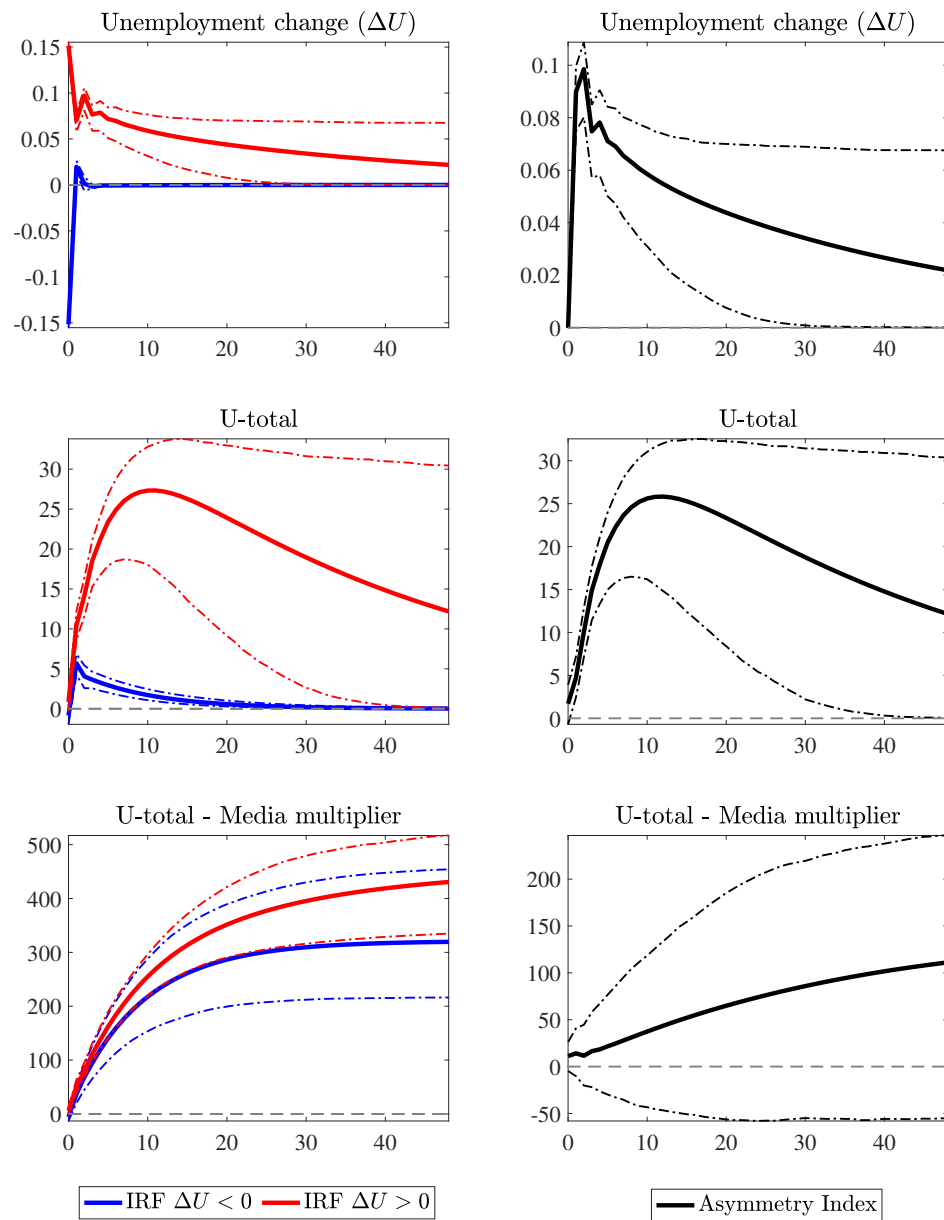 Unemployment change (ΔU)
0.15
0.1
0.05
0
-0.05
-0.1
-0.15
0 10 20 30 40
Unemployment change (ΔU)
0.1
0.08
0.06
0.04
0.02
0
0 10 20 30 40
U-total
30
25
20
15
10
5
0
0 10 20 30 40
U-total
30
25
20
15
10
5
0
0 10 20 30 40
U-total - Media multiplier
500
400
300
200
100
0
0 10 20 30 40
U-total - Media multiplier
200
150
100
50
0
-50
0 10 20 30 40
IRF ΔU < 0 IRF ΔU > 0
Asymmetry Index